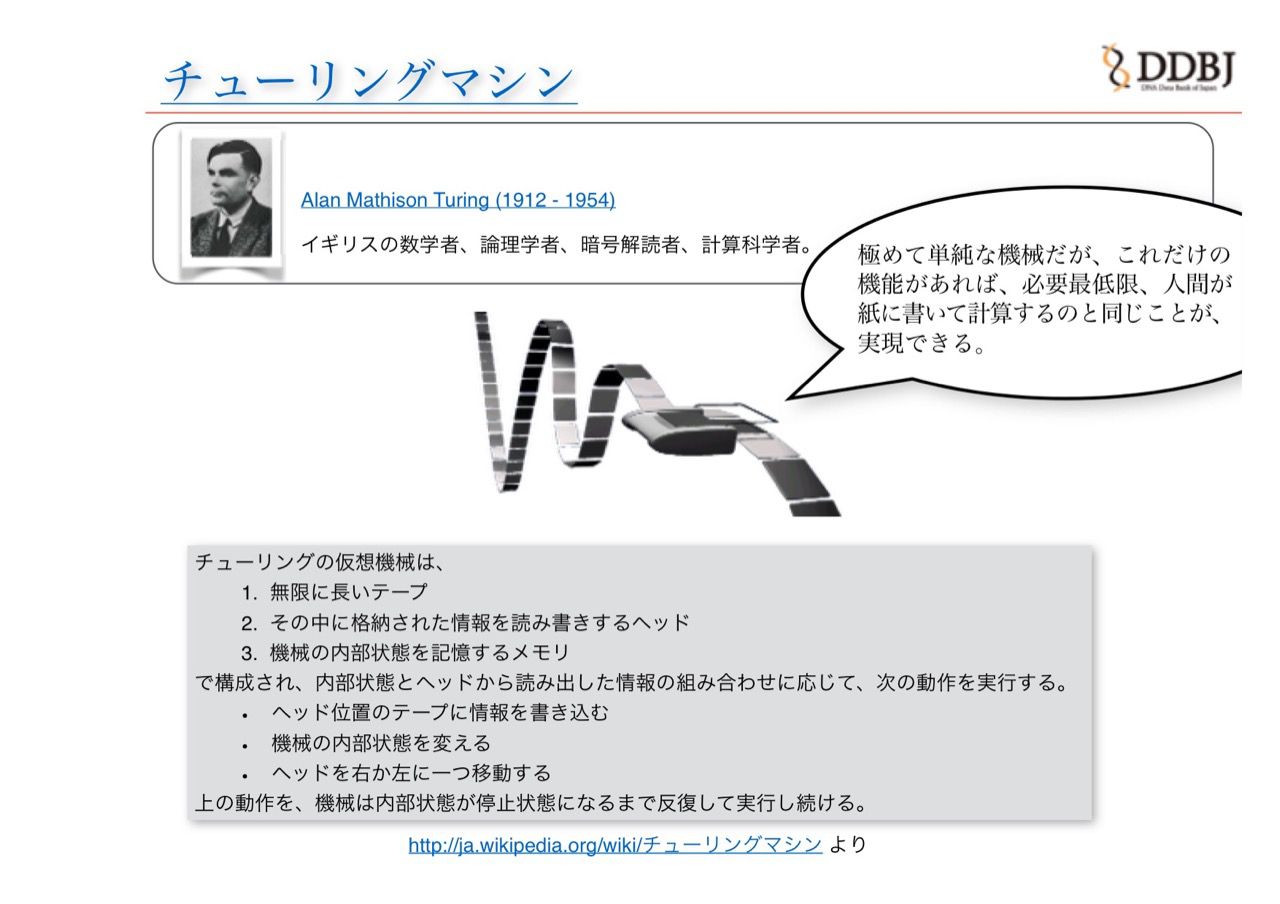 チューリングマシン
DDBJ
DNA Data Bank of Japan
Alan Mathison Turing (1912 - 1954)
イギリスの数学者、論理学者、暗号解読者、計算科学者。
極めて単純な機械だが、これだけの
機能があれば、必要最低限、人間が
紙に書いて計算するのと同じことが、
実現できる。
チューリングの仮想機械は、
1. 無限に長いテープ
2. その中に格納された情報を読み書きするヘッド
3. 機械の内部状態を記憶するメモリ
で構成され、内部状態とヘッドから読み出した情報の組み合わせに応じて、次の動作を実行する。
• ヘッド位置のテープに情報を書き込む
• 機械の内部状態を変える
• ヘッドを右か左に一つ移動する
上の動作を、機械は内部状態が停止状態になるまで反復して実行し続ける。
http://ja.wikipedia.org/wiki/チューリングマシン より